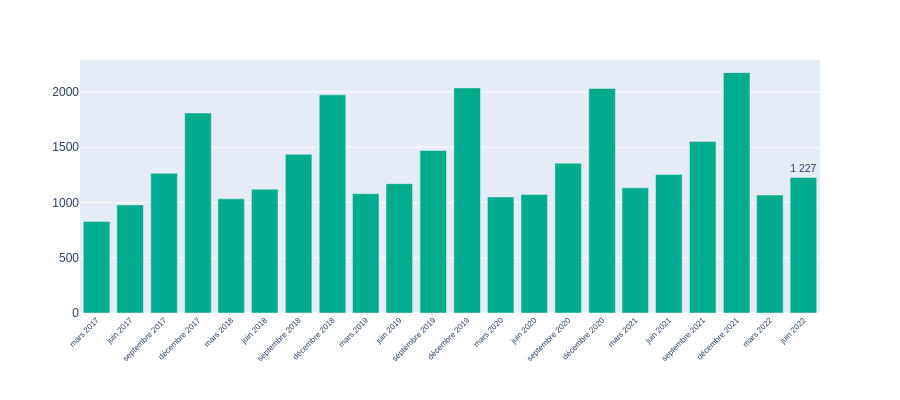 2000
1500
1000
500
0
1 227
mars 2017
juin 2017
septembre 2017
décembre 2017
mars 2018
juin 2018
septembre 2018
décembre 2018
mars 2019
juin 2019
septembre 2019
décembre 2019
mars 2020
juin 2020
septembre 2020
décembre 2020
mars 2021
juin 2021
septembre 2021
décembre 2021
mars 2022
juin 2022